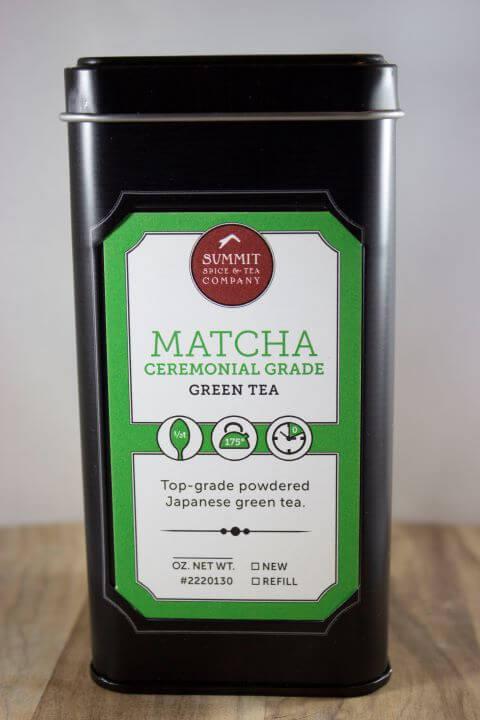 SUMMIT
SPICE & TEA
COMPANY
MATCHA
CEREMONIAL GRADE
GREEN TEA
½t 175° 0
Top-grade powdered
Japanese green tea.
OZ. NET WT. NEW
#2220130 REFILL